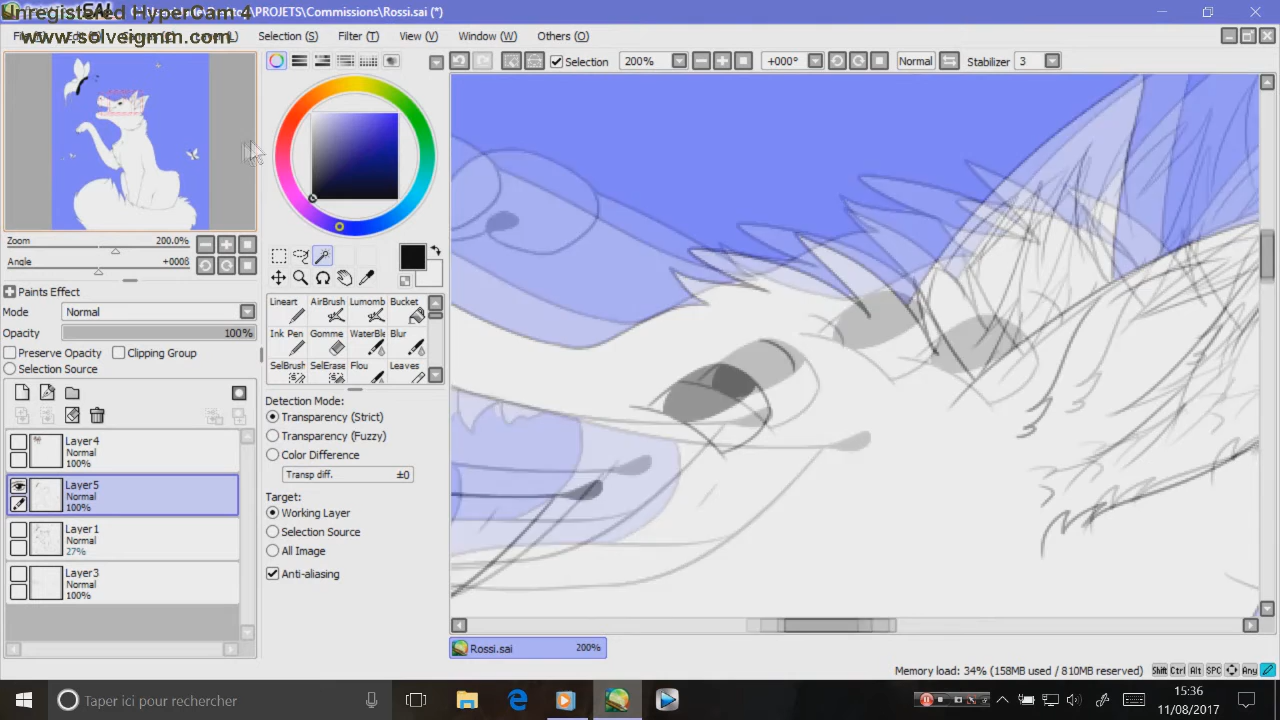 Unregistered HyperCam 4
SAI
\PROJETS\Commissions\Rossi.sai (*)
www.solveigmm.com
Selection (S) Filter (T) View (V) Window (W) Others (O)
Selection 200% +000° Normal Stabilizer 3
Zoom 200.0%
Angle +000ß
Paints Effect
Mode Normal
Opacity 100%
Preserve Opacity Clipping Group
Selection Source
Layer4
Normal
100%
Layer5
Normal
100%
Layer1
Normal
27%
Layer3
Normal
100%
Lineart AirBrush Lumomb Bucket
Ink Pen Gomme WaterBle Blur
SelBrush SelErase Flou Leaves
Detection Mode:
Transparency (Strict)
Transparency (Fuzzy)
Color Difference
Transp diff. ±0
Target:
Working Layer
Selection Source
All Image
Anti-aliasing
Rossi.sai 200%
Memory load: 34% (158MB used / 810MB reserved) Shift Ctrl Alt SPC Any
Taper ici pour rechercher
15:36
11/08/2017